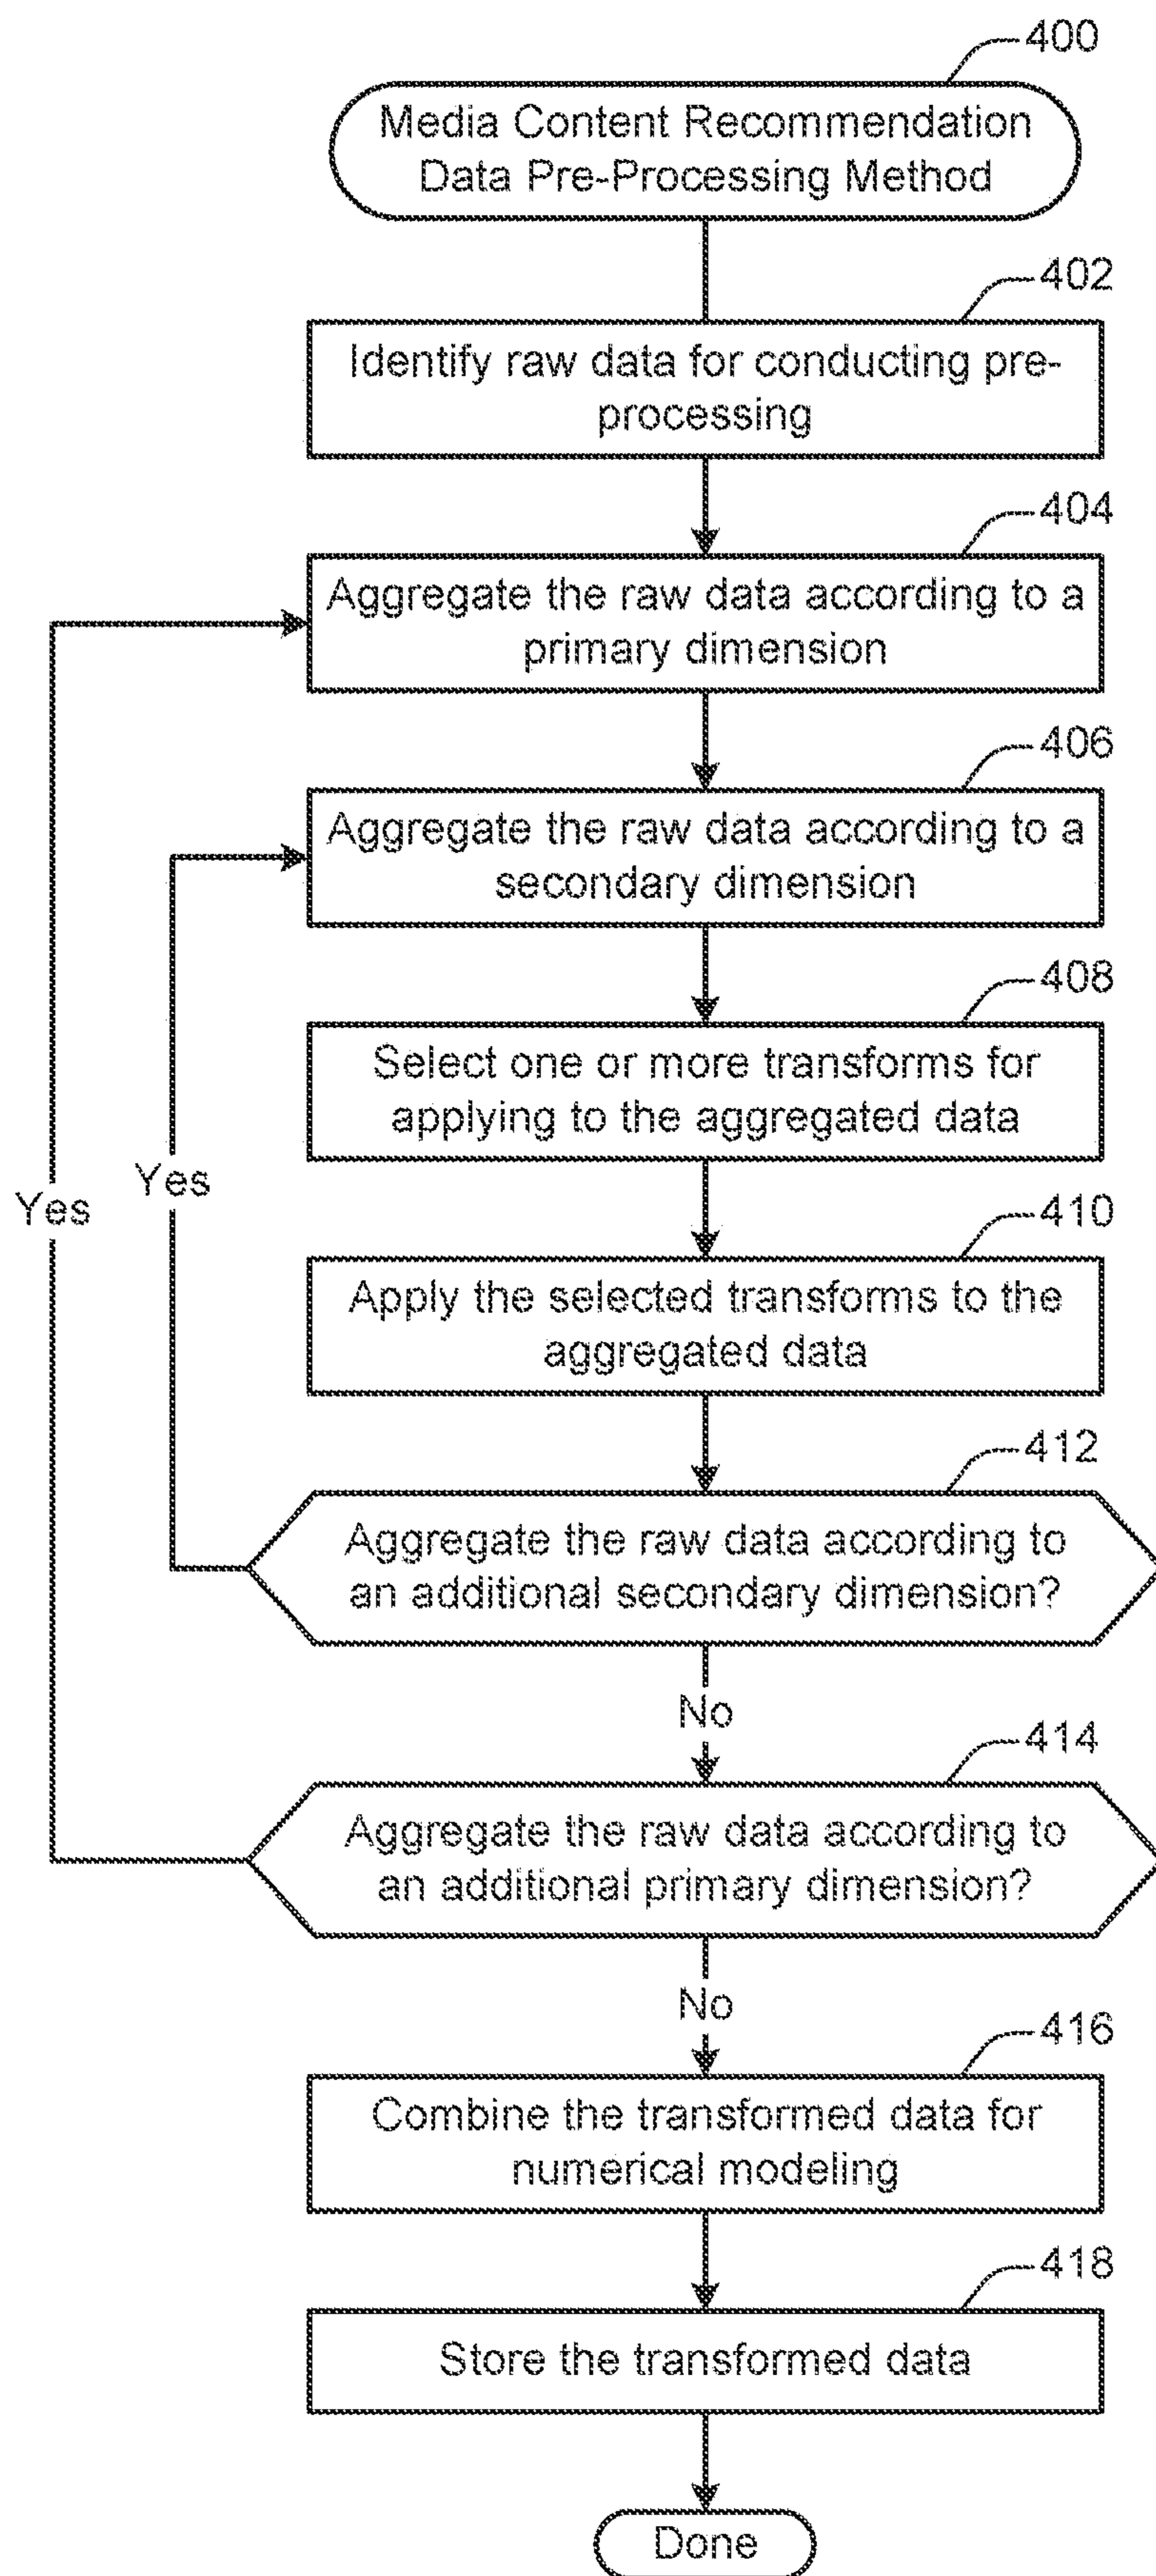 400
Media Content Recommendation
Data Pre-Processing Method
402
Identify raw data for conducting pre-
processing
404
Aggregate the raw data according to a
primary dimension
406
Aggregate the raw data according to a
secondary dimension
408
Select one or more transforms for
applying to the aggregated data
Yes
Yes
410
Apply the selected transforms to the
aggregated data
412
Aggregate the raw data according to
an additional secondary dimension?
No
414
Aggregate the raw data according to
an additional primary dimension?
No
416
Combine the transformed data for
numerical modeling
418
Store the transformed data
Done